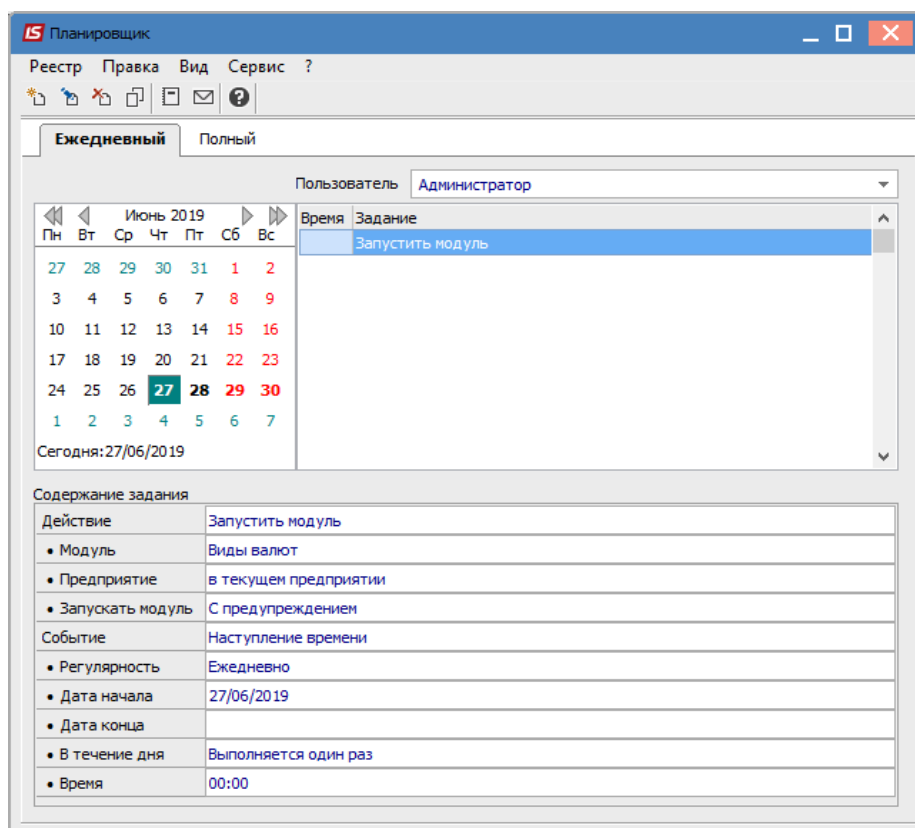 IS Планировщик
Реестр Правка Вид Сервис ?
Ежедневный Полный
Пользователь Администратор
Июнь 2019
Пн Вт Ср Чт Пт Сб Вс
27 28 29 30 31 1 2
3 4 5 6 7 8 9
10 11 12 13 14 15 16
17 18 19 20 21 22 23
24 25 26 27 28 29 30
1 2 3 4 5 6 7
Сегодня:27/06/2019
Время Задание
Запустить модуль
Содержание задания
Действие Запустить модуль
• Модуль Виды валют
• Предприятие в текущем предприятии
• Запускать модуль С предупреждением
Событие Наступление времени
• Регулярность Ежедневно
• Дата начала 27/06/2019
• Дата конца
• В течение дня Выполняется один раз
• Время 00:00